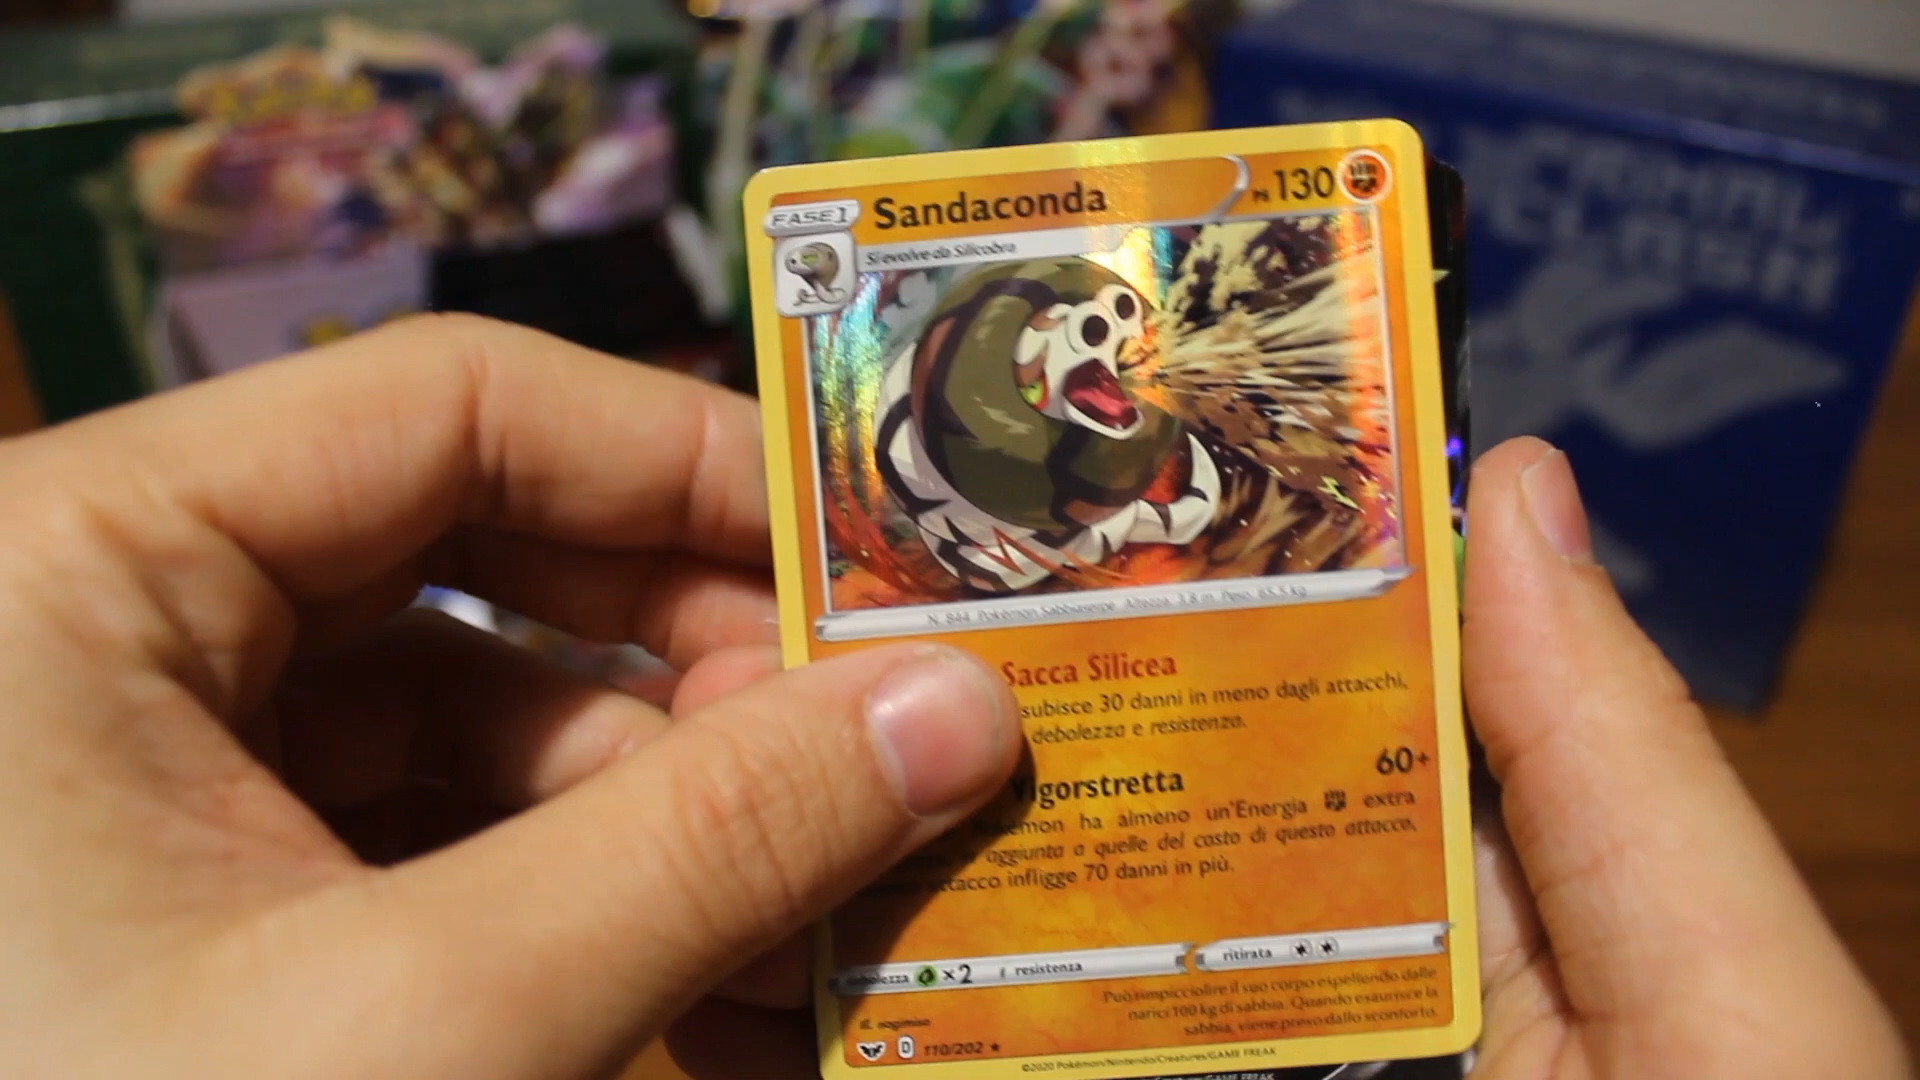 PRIMAL
CLASH
FASE 1
Sandaconda
PS 130
Si evolve da Silicobra
N. 844 Pokémon Sabbiaserpe Altezza 3,8 m Peso 65,5 kg
Sacca Silicea
subisce 30 danni in meno dagli attacchi,
debolezza e resistenza.
Vigorstretta 60+
ha almeno un'Energia extra
aggiunta a quelle del costo di questo attacco,
attacco infligge 70 danni in più.
debolezza ×2 resistenza ritirata
Può rimpicciolire il suo corpo espellendo dalle
narici 100 kg di sabbia. Quando esaurisce la
sabbia, viene preso dallo sconforto.
Ill. nagimiso
D 110/202 ★
©2020 Pokémon/Nintendo/Creatures/GAME FREAK
GAME FREAK